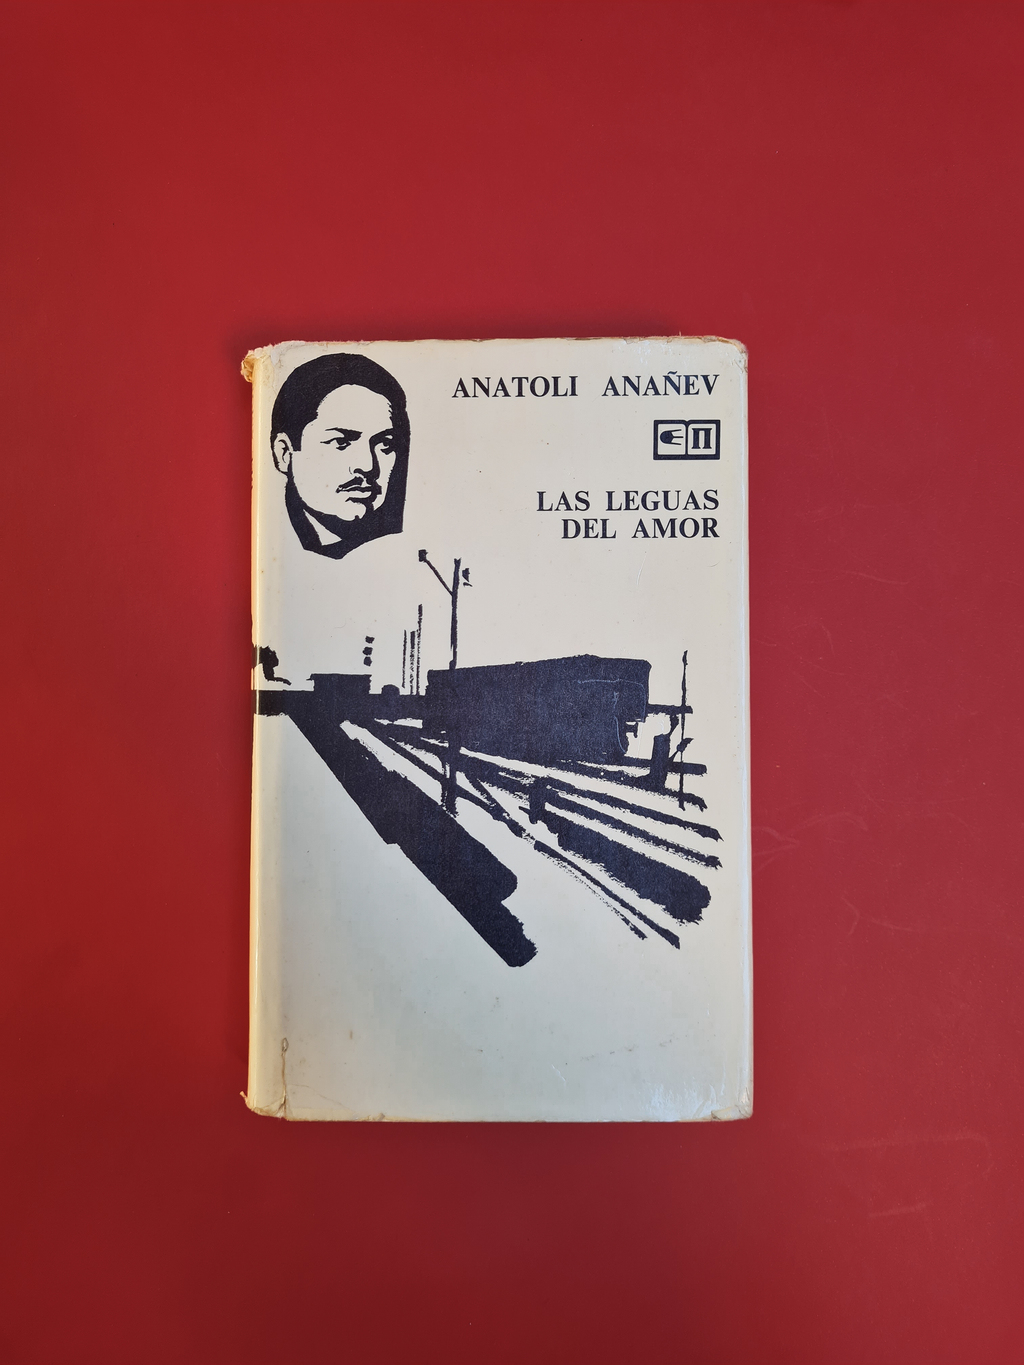 ANATOLI ANAÑEV
П
LAS LEGUAS
DEL AMOR